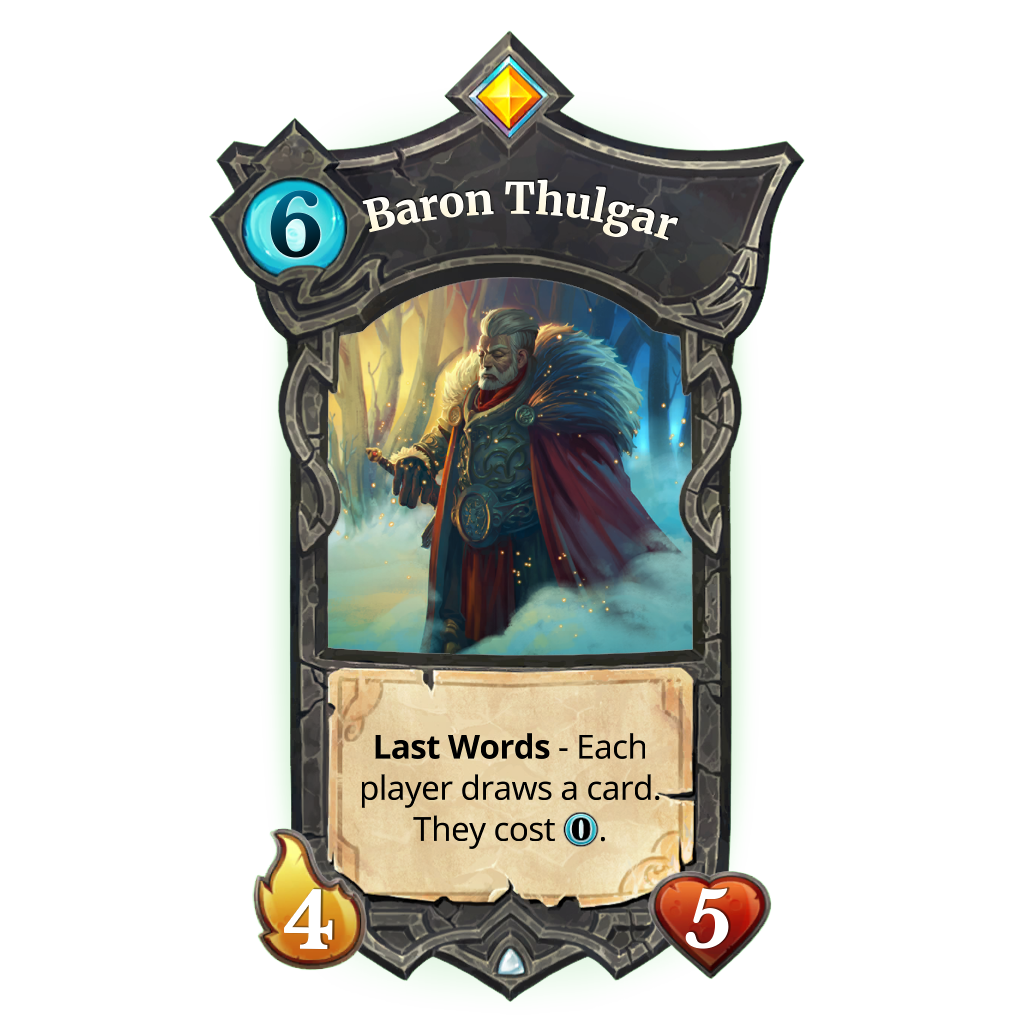 6
Baron Thulgar
Last Words - Each
player draws a card.
They cost 0.
4
5